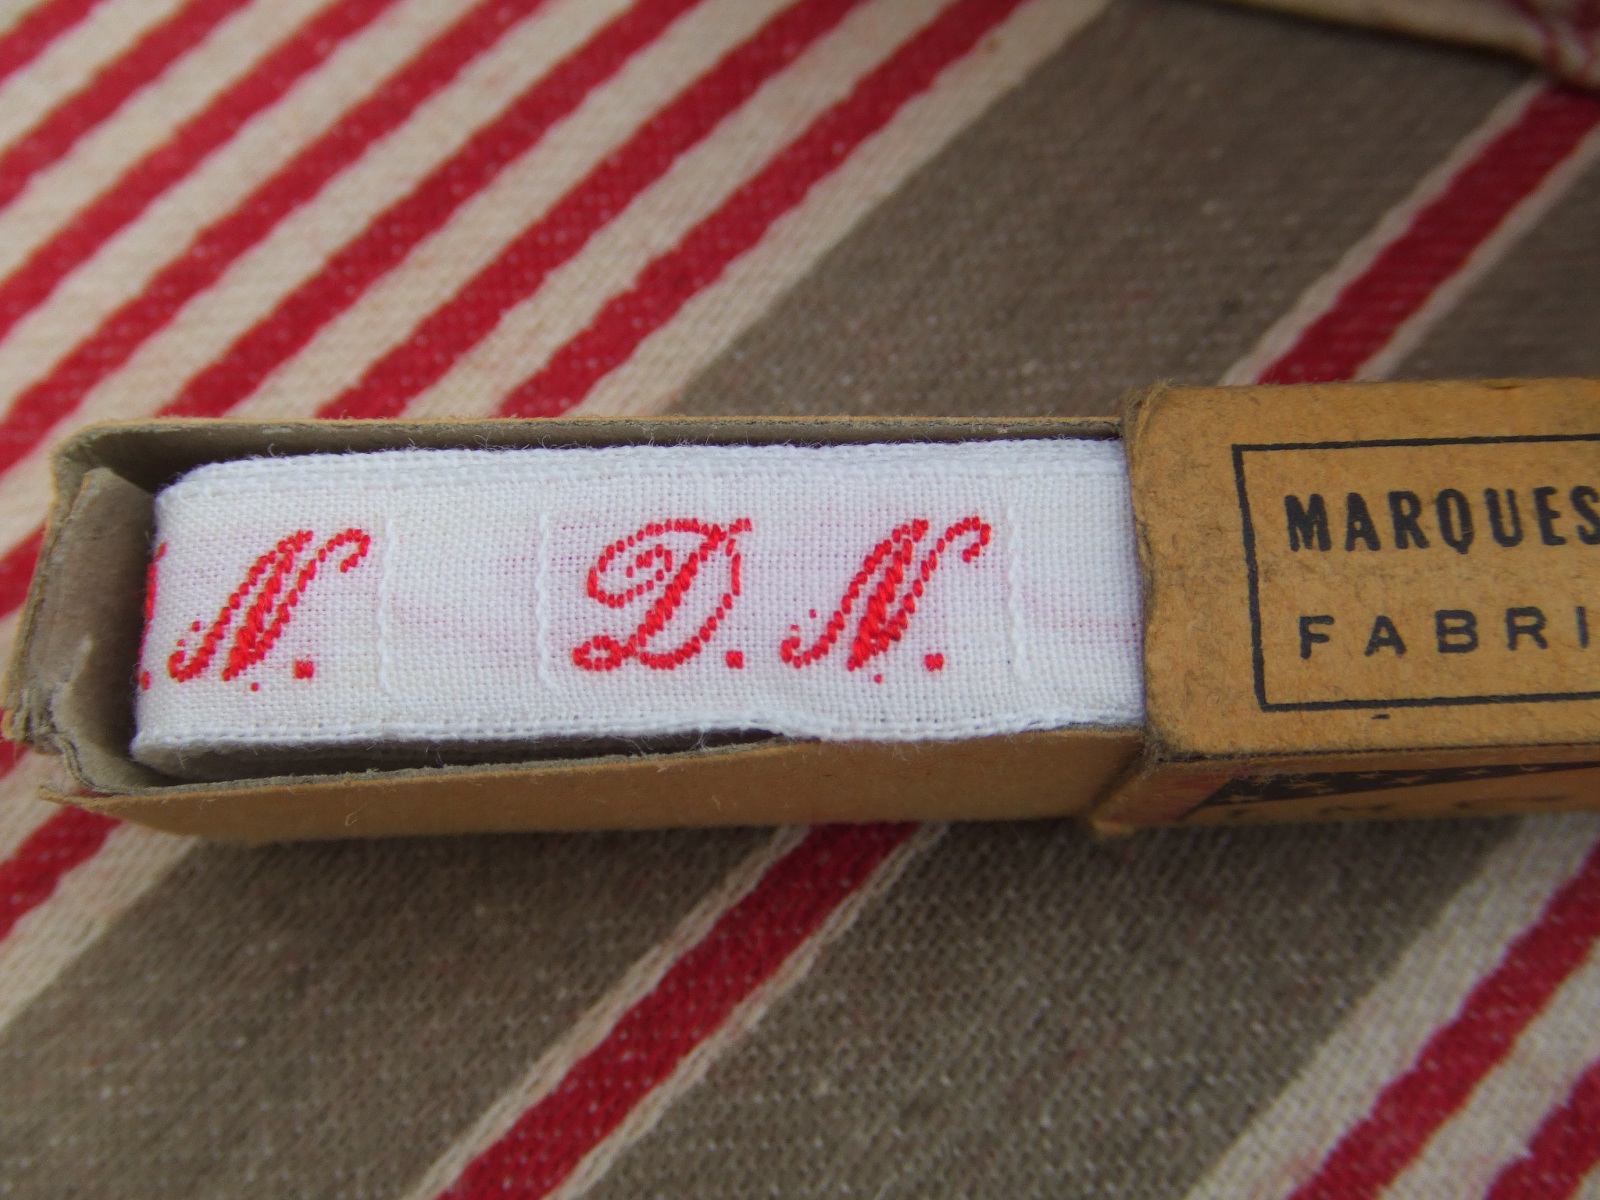 . N.
D. N.
MARQUES
FABRI